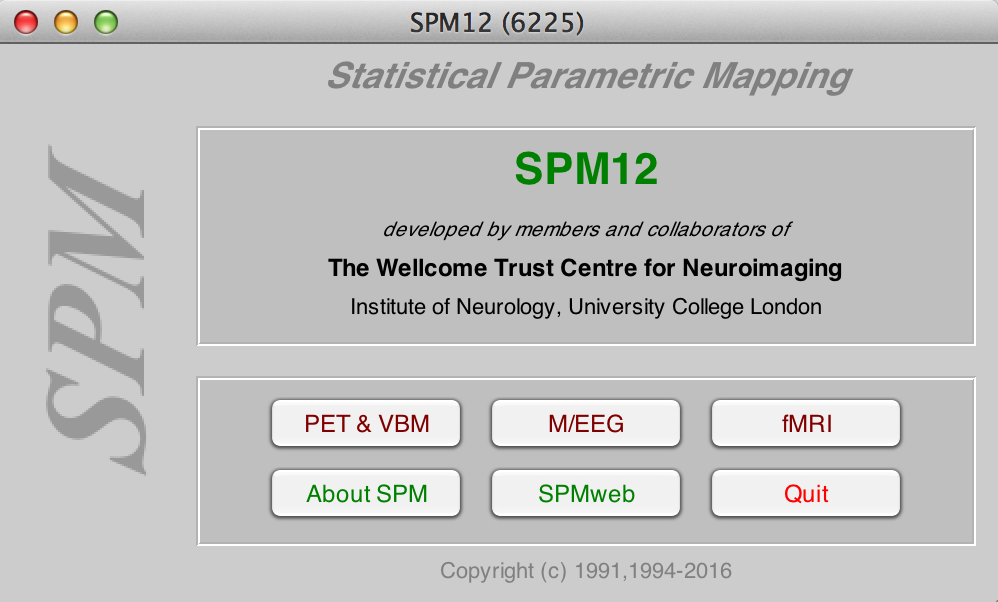 SPM12 (6225)
Statistical Parametric Mapping
SPM
SPM12
developed by members and collaborators of
The Wellcome Trust Centre for Neuroimaging
Institute of Neurology, University College London
PET & VBM
M/EEG
fMRI
About SPM
SPMweb
Quit
Copyright (c) 1991,1994-2016